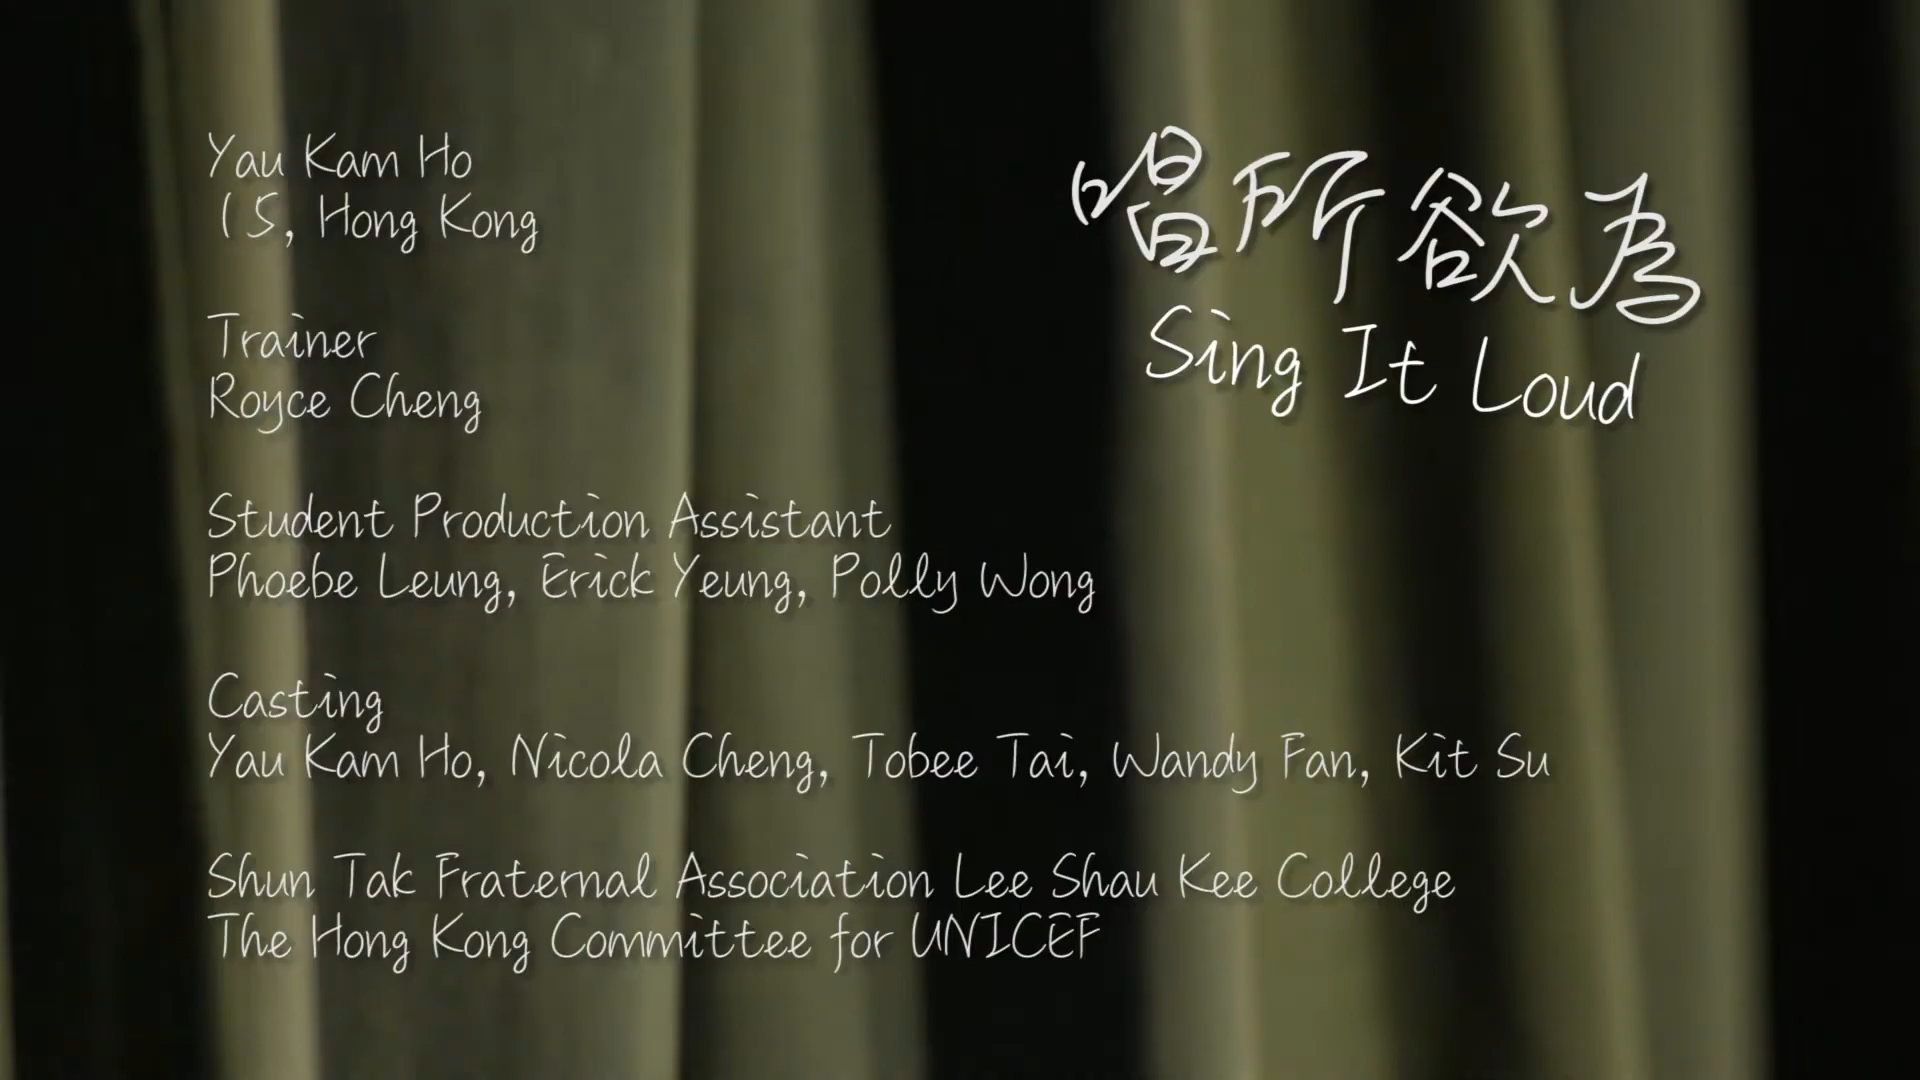 Yau Kam Ho
15, Hong Kong
Trainer
Royce Cheng
Student Production Assistant
Phoebe Leung, Erick Yeung, Polly Wong
Casting
Yau Kam Ho, Nicola Cheng, Tobee Tai, Wandy Fan, Kit Su
Shun Tak Fraternal Association Lee Shau Kee College
The Hong Kong Committee for UNICEF
唱所欲為
Sing It Loud